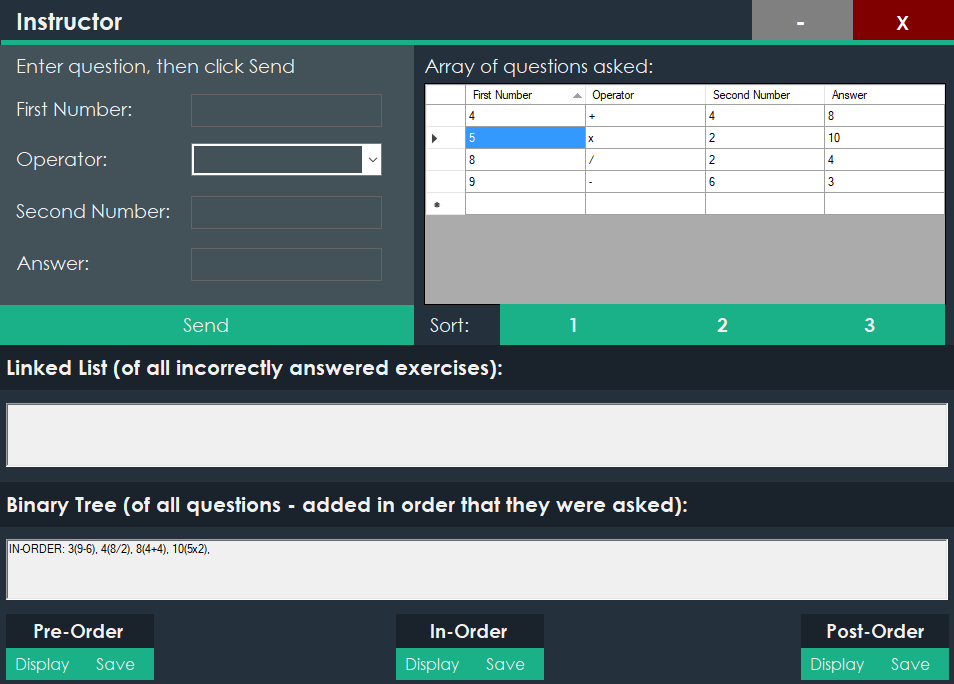 Instructor - X
Enter question, then click Send
First Number:
Operator:
Second Number:
Answer:
Send
Array of questions asked:
First Number Operator Second Number Answer
4 + 4 8
5 x 2 10
8 / 2 4
9 - 6 3
*
Sort: 1 2 3
Linked List (of all incorrectly answered exercises):
Binary Tree (of all questions - added in order that they were asked):
IN-ORDER: 3(9-6), 4(8/2), 8(4+4), 10(5x2),
Pre-Order
Display Save
In-Order
Display Save
Post-Order
Display Save